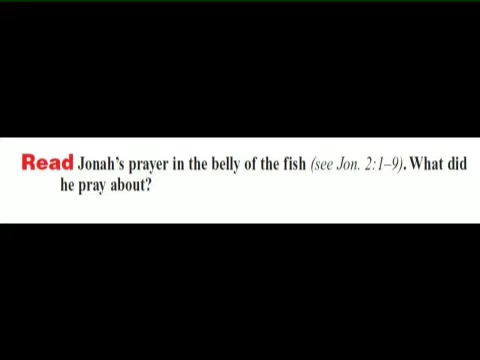 Read Jonah's prayer in the belly of the fish (see Jon. 2:1–9). What did
he pray about?